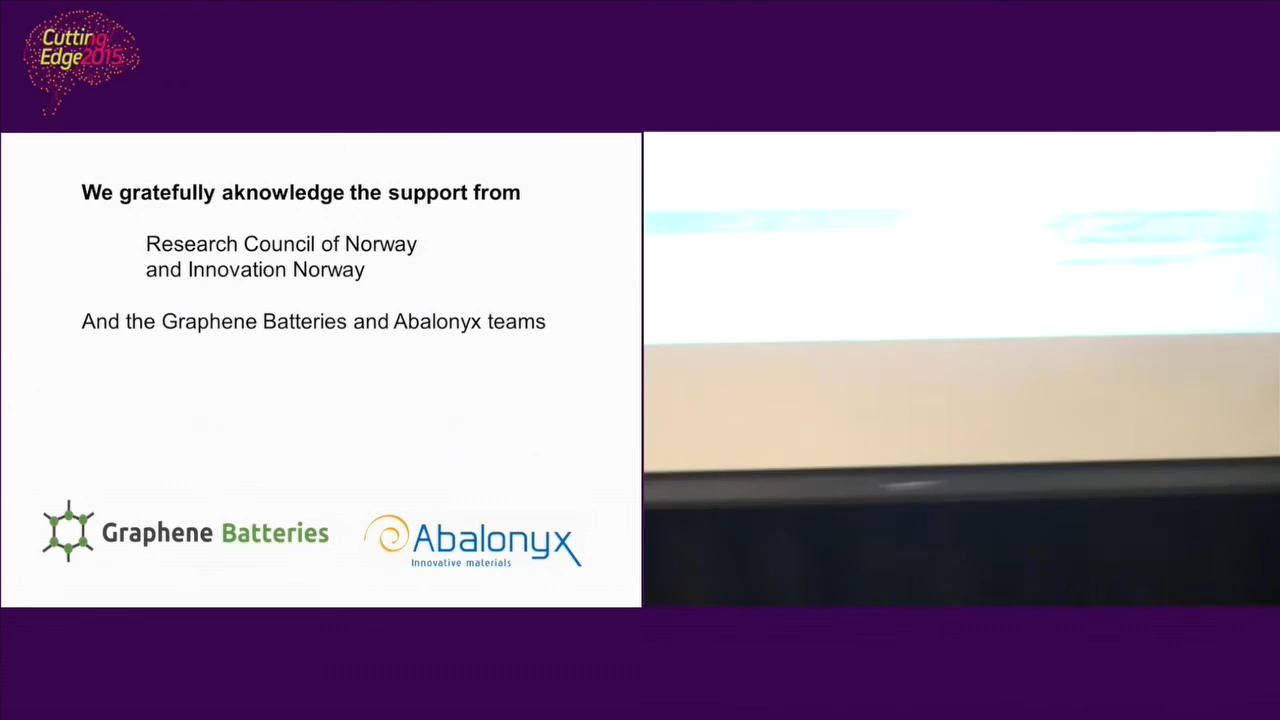 Cutting
Edge2015
We gratefully aknowledge the support from
Research Council of Norway
and Innovation Norway
And the Graphene Batteries and Abalonyx teams
Graphene Batteries
Abalonyx
Innovative materials